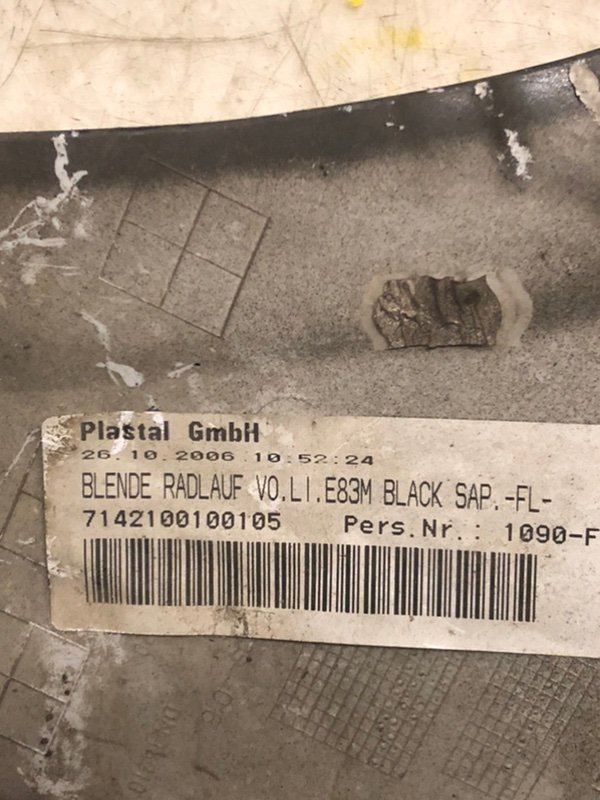 Plastal GmbH
26.10.2006 10:52:24
BLENDE RADLAUF VO.LI.E83M BLACK SAP.-FL-
7142100100105 Pers.Nr.: 1090-F